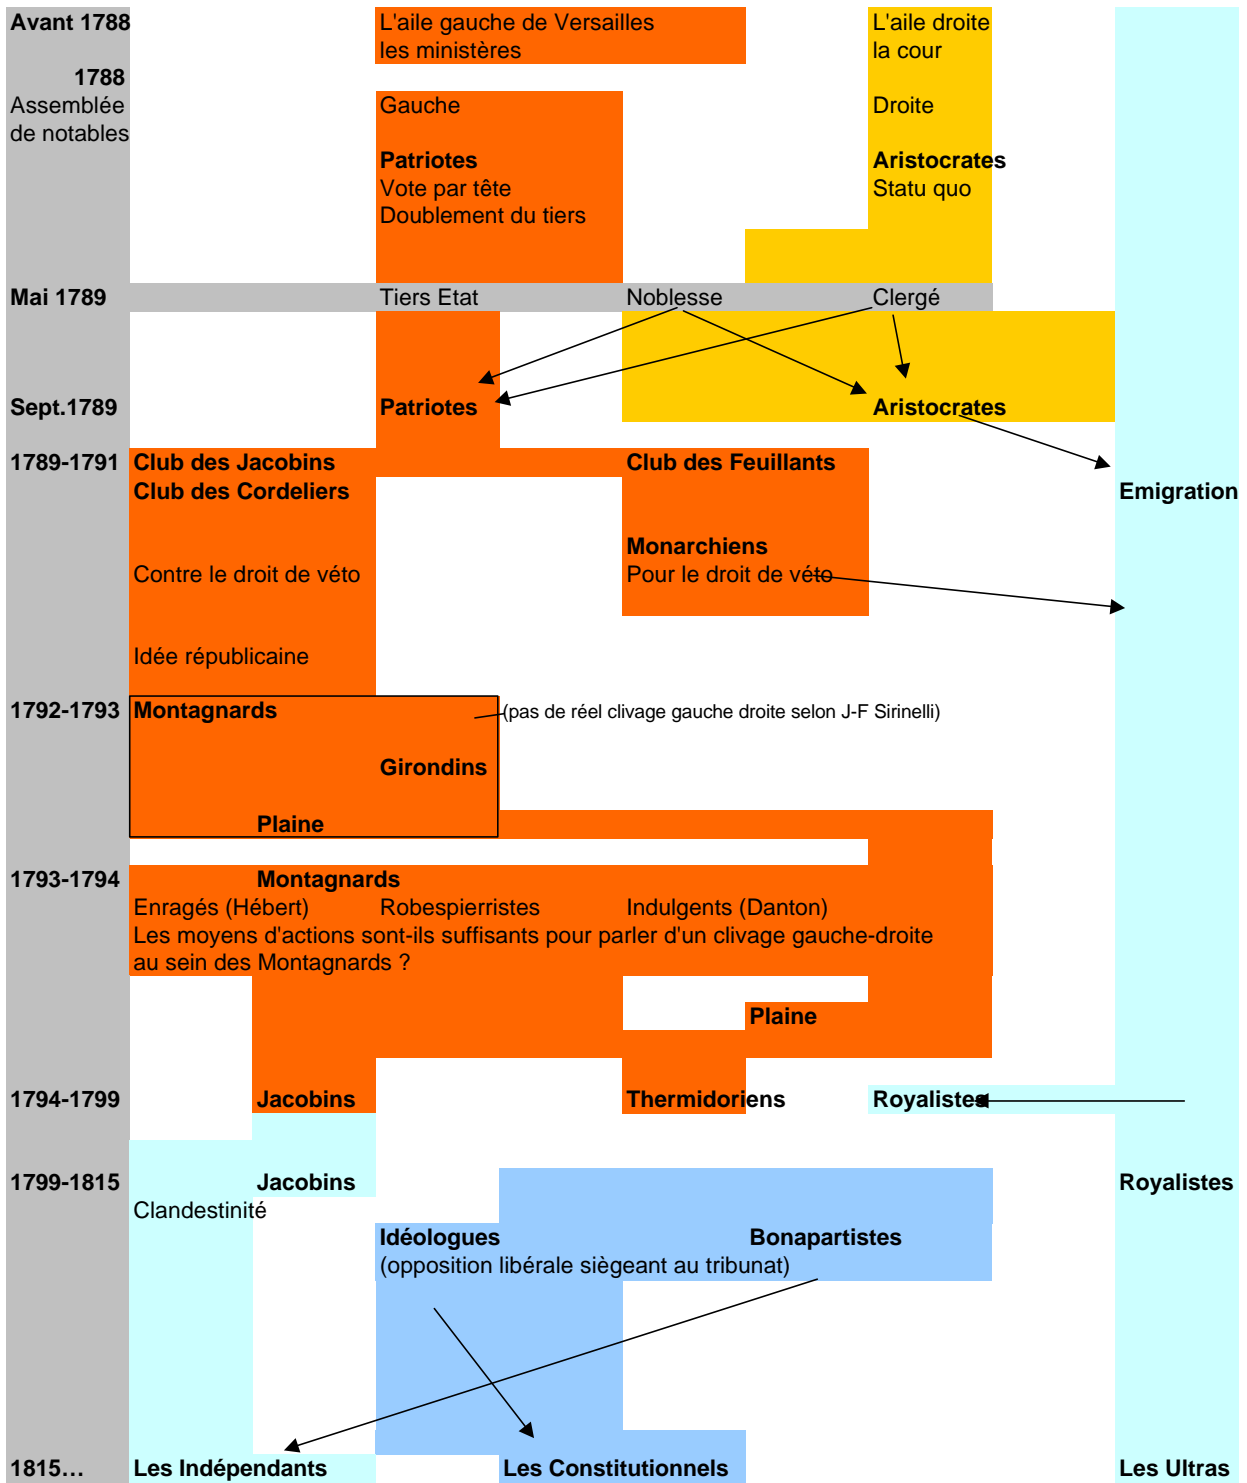 Avant 1788
L'aile gauche de Versailles
L'aile droite
les ministères
la cour
1788
Assemblée
Gauche
Droite
de notables
Patriotes
Aristocrates
Vote par tête
Statu quo
Doublement du tiers
Mai 1789
Tiers Etat
Noblesse
Clergé
Sept.1789
Patriotes
Aristocrates
1789-1791
Club des Jacobins
Club des Feuillants
Club des Cordeliers
Emigration
Monarchiens
Contre le droit de véto
Pour le droit de véto
Idée républicaine
1792-1793
Montagnards
(pas de réel clivage gauche droite selon J-F Sirinelli)
Girondins
Plaine
1793-1794
Montagnards
Enragés (Hébert)
Robespierristes
Indulgents (Danton)
Les moyens d'actions sont-ils suffisants pour parler d'un clivage gauche-droite
au sein des Montagnards ?
Plaine
1794-1799
Jacobins
Thermidoriens
Royalistes
1799-1815
Jacobins
Royalistes
Clandestinité
Idéologues
Bonapartistes
(opposition libérale siègeant au tribunat)
1815…
Les Indépendants
Les Constitutionnels
Les Ultras